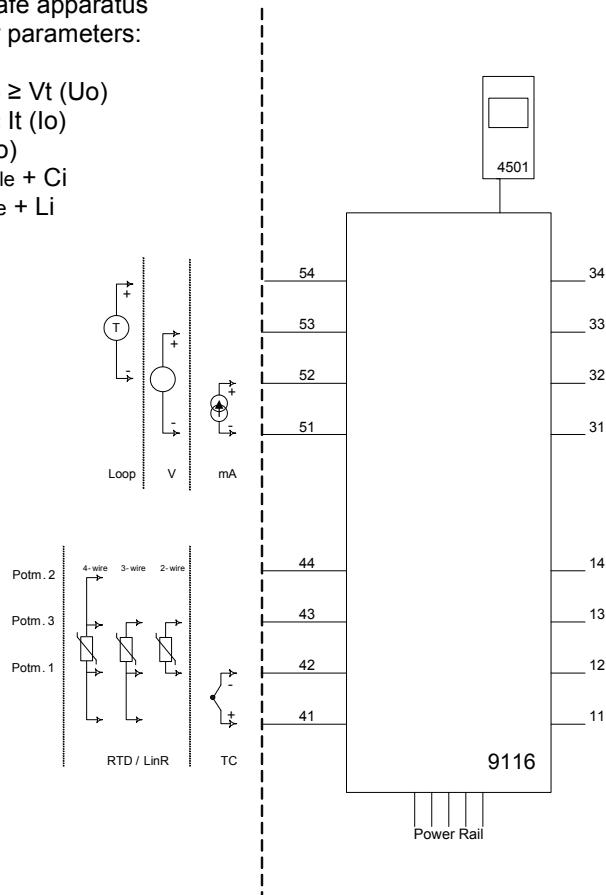 afe apparatus
parameters:
≥ Vt (Uo)
It (Io)
o)
le + Ci
e + Li
4501
54
34
+
T
53
33
+
52
32
-
+
51
31
-
-
Loop
V
mA
44
14
4-wire
3-wire
2-wire
Potm. 2
43
13
Potm. 3
42
12
Potm. 1
-
+
41
11
RTD / LinR
TC
9116
Power Rail